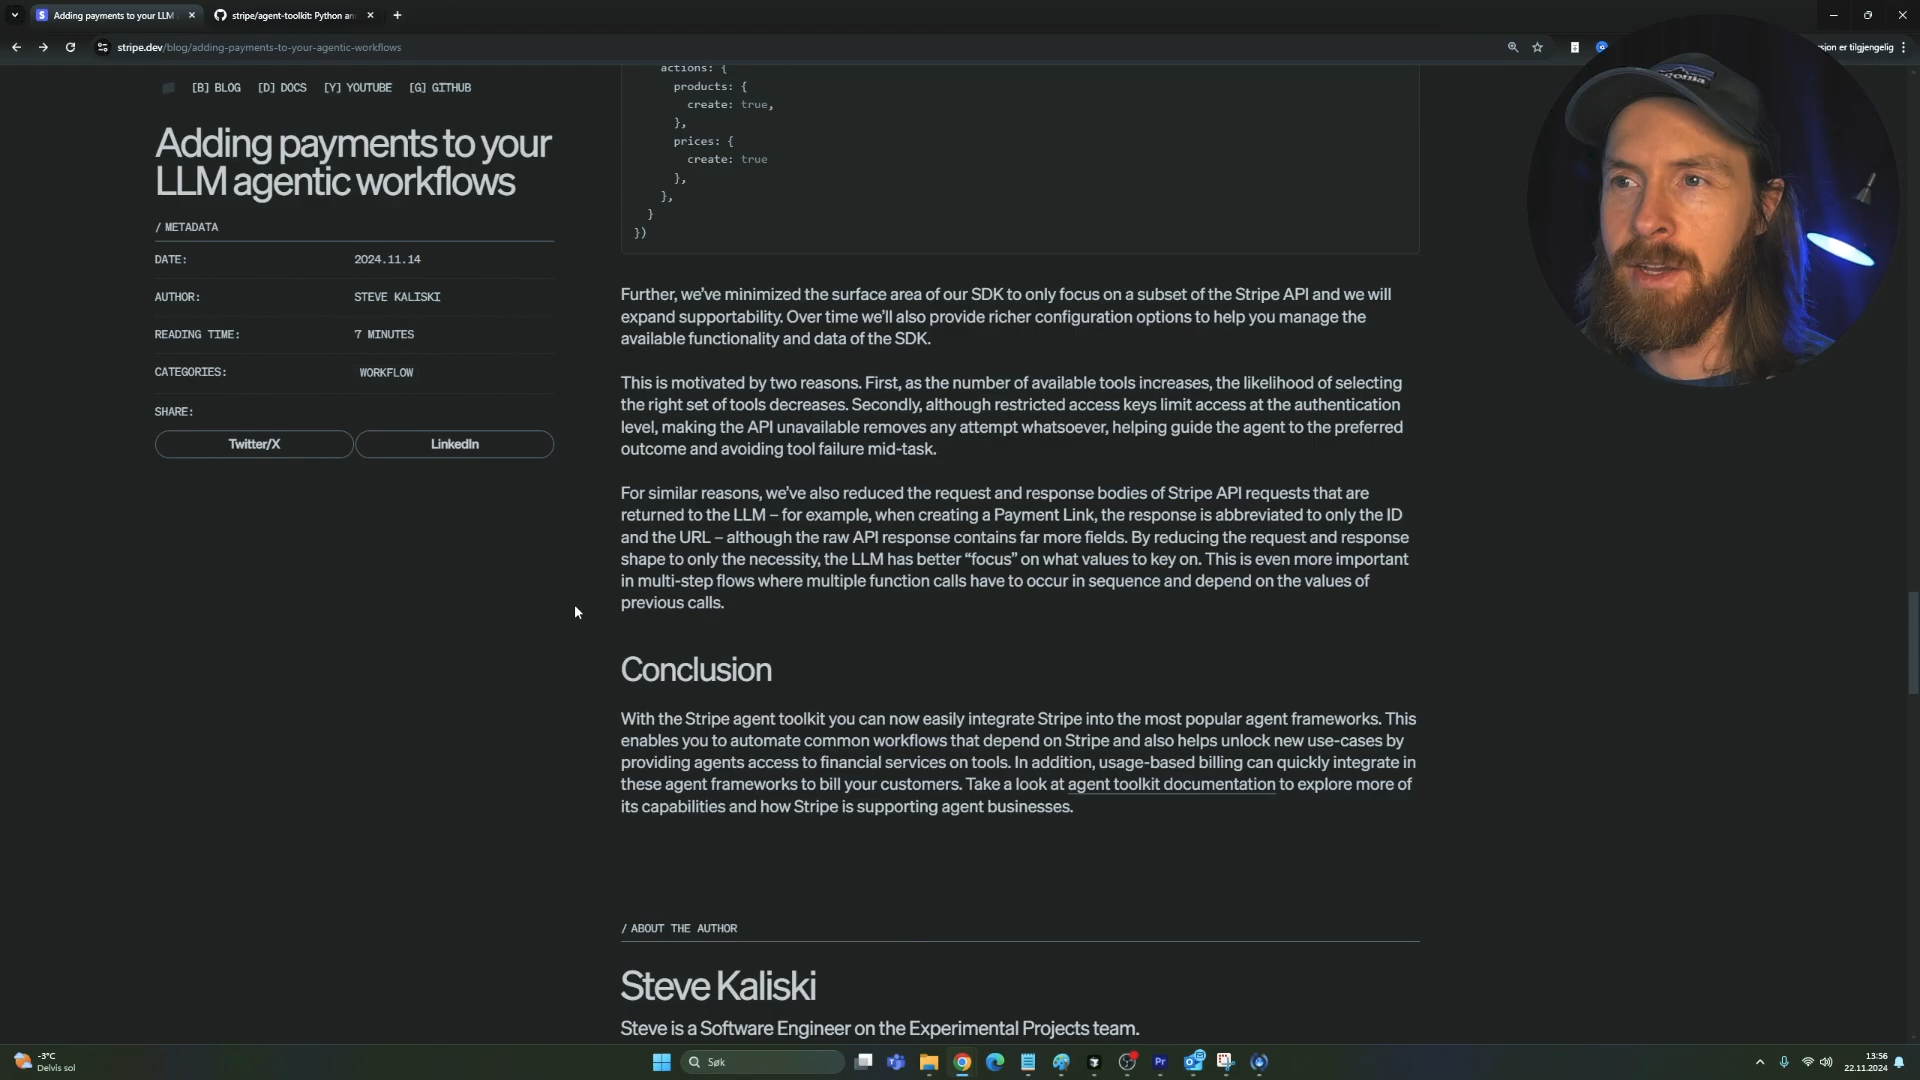 Adding payments to your LLM
stripe/agent-toolkit: Python an
stripe.dev/blog/adding-payments-to-your-agentic-workflows
sjon er tilgjengelig
[B] BLOG [D] DOCS [Y] YOUTUBE [G] GITHUB
Adding payments to your
LLM agentic workflows
/ METADATA
DATE: 2024.11.14
AUTHOR: STEVE KALISKI
READING TIME: 7 MINUTES
CATEGORIES: WORKFLOW
SHARE:
Twitter/X LinkedIn
actions: {
products: {
create: true,
},
prices: {
create: true
},
},
}
})
Further, we’ve minimized the surface area of our SDK to only focus on a subset of the Stripe API and we will
expand supportability. Over time we’ll also provide richer configuration options to help you manage the
available functionality and data of the SDK.
This is motivated by two reasons. First, as the number of available tools increases, the likelihood of selecting
the right set of tools decreases. Secondly, although restricted access keys limit access at the authentication
level, making the API unavailable removes any attempt whatsoever, helping guide the agent to the preferred
outcome and avoiding tool failure mid-task.
For similar reasons, we’ve also reduced the request and response bodies of Stripe API requests that are
returned to the LLM – for example, when creating a Payment Link, the response is abbreviated to only the ID
and the URL – although the raw API response contains far more fields. By reducing the request and response
shape to only the necessity, the LLM has better “focus” on what values to key on. This is even more important
in multi-step flows where multiple function calls have to occur in sequence and depend on the values of
previous calls.
Conclusion
With the Stripe agent toolkit you can now easily integrate Stripe into the most popular agent frameworks. This
enables you to automate common workflows that depend on Stripe and also helps unlock new use-cases by
providing agents access to financial services on tools. In addition, usage-based billing can quickly integrate in
these agent frameworks to bill your customers. Take a look at agent toolkit documentation to explore more of
its capabilities and how Stripe is supporting agent businesses.
/ ABOUT THE AUTHOR
Steve Kaliski
Steve is a Software Engineer on the Experimental Projects team.
-3°C
Delvis sol
Søk
Pr
13:56
22.11.2024